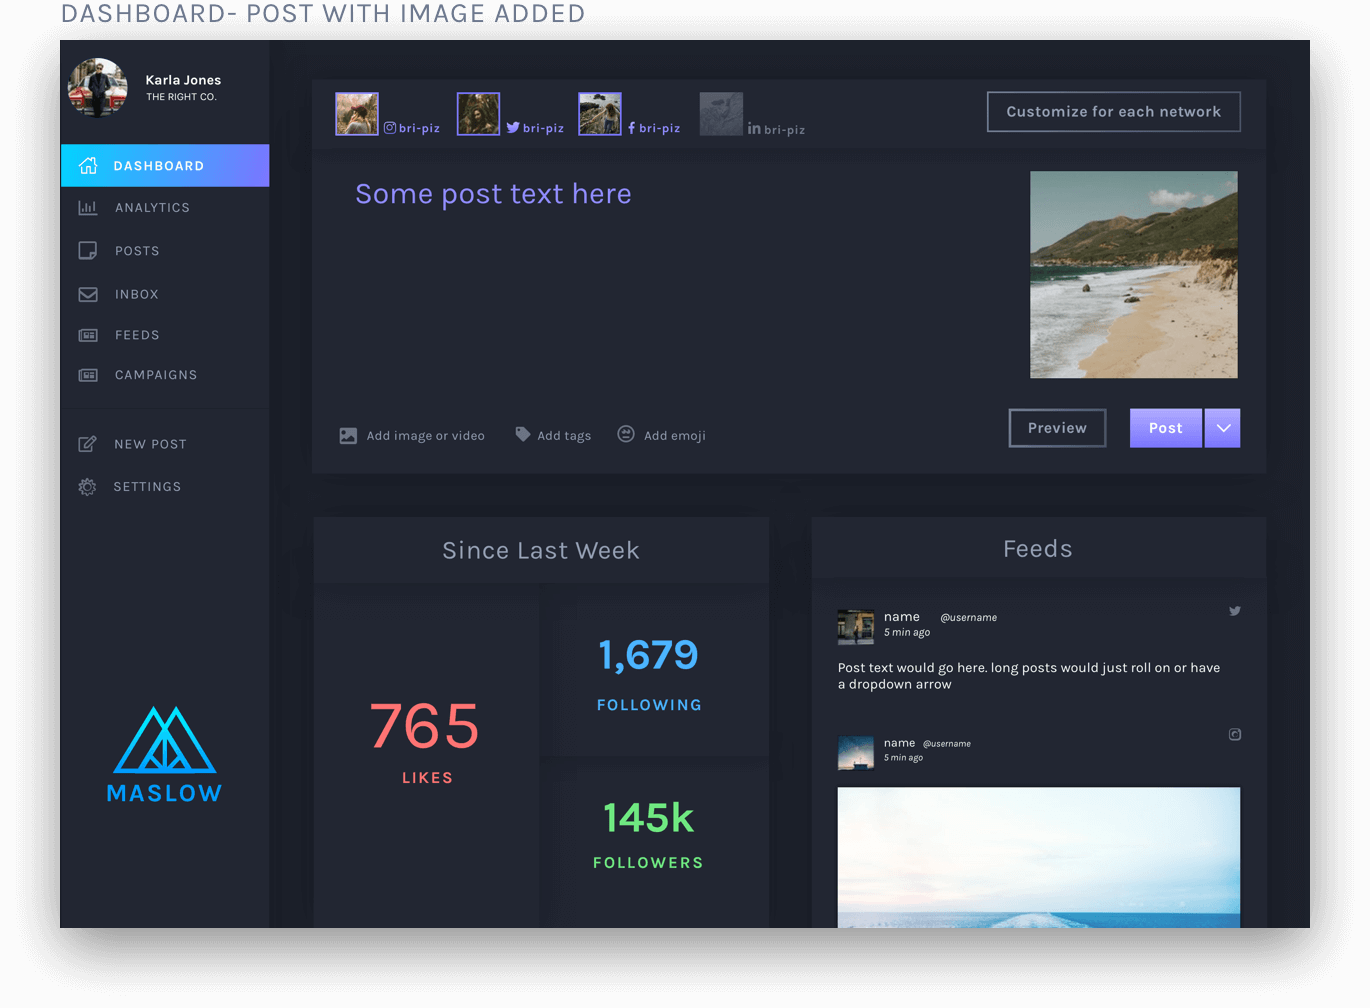 DASHBOARD- POST WITH IMAGE ADDED
Karla Jones
THE RIGHT CO.
DASHBOARD
ANALYTICS
POSTS
INBOX
FEEDS
CAMPAIGNS
NEW POST
SETTINGS
MASLOW
bri-piz
bri-piz
bri-piz
in bri-piz
Customize for each network
Some post text here
Add image or video
Add tags
Add emoji
Preview
Post
Since Last Week
765
LIKES
1,679
FOLLOWING
145k
FOLLOWERS
Feeds
name @username
5 min ago
Post text would go here. long posts would just roll on or have
a dropdown arrow
name @username
5 min ago